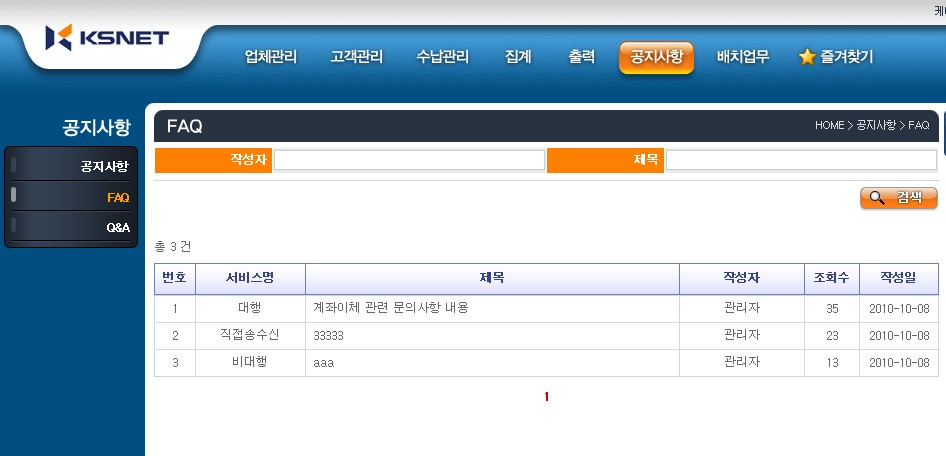 KSNET
업체관리 고객관리 수납관리 집계 출력 공지사항 배치업무 즐겨찾기
공지사항
공지사항
FAQ
Q&A
FAQ
HOME > 공지사항 > FAQ
작성자 제목
검색
총 3 건
번호 서비스명 제목 작성자 조회수 작성일
1 대행 계좌이체 관련 문의사항 내용 관리자 35 2010-10-08
2 직접송수신 33333 관리자 23 2010-10-08
3 비대행 aaa 관리자 13 2010-10-08
1